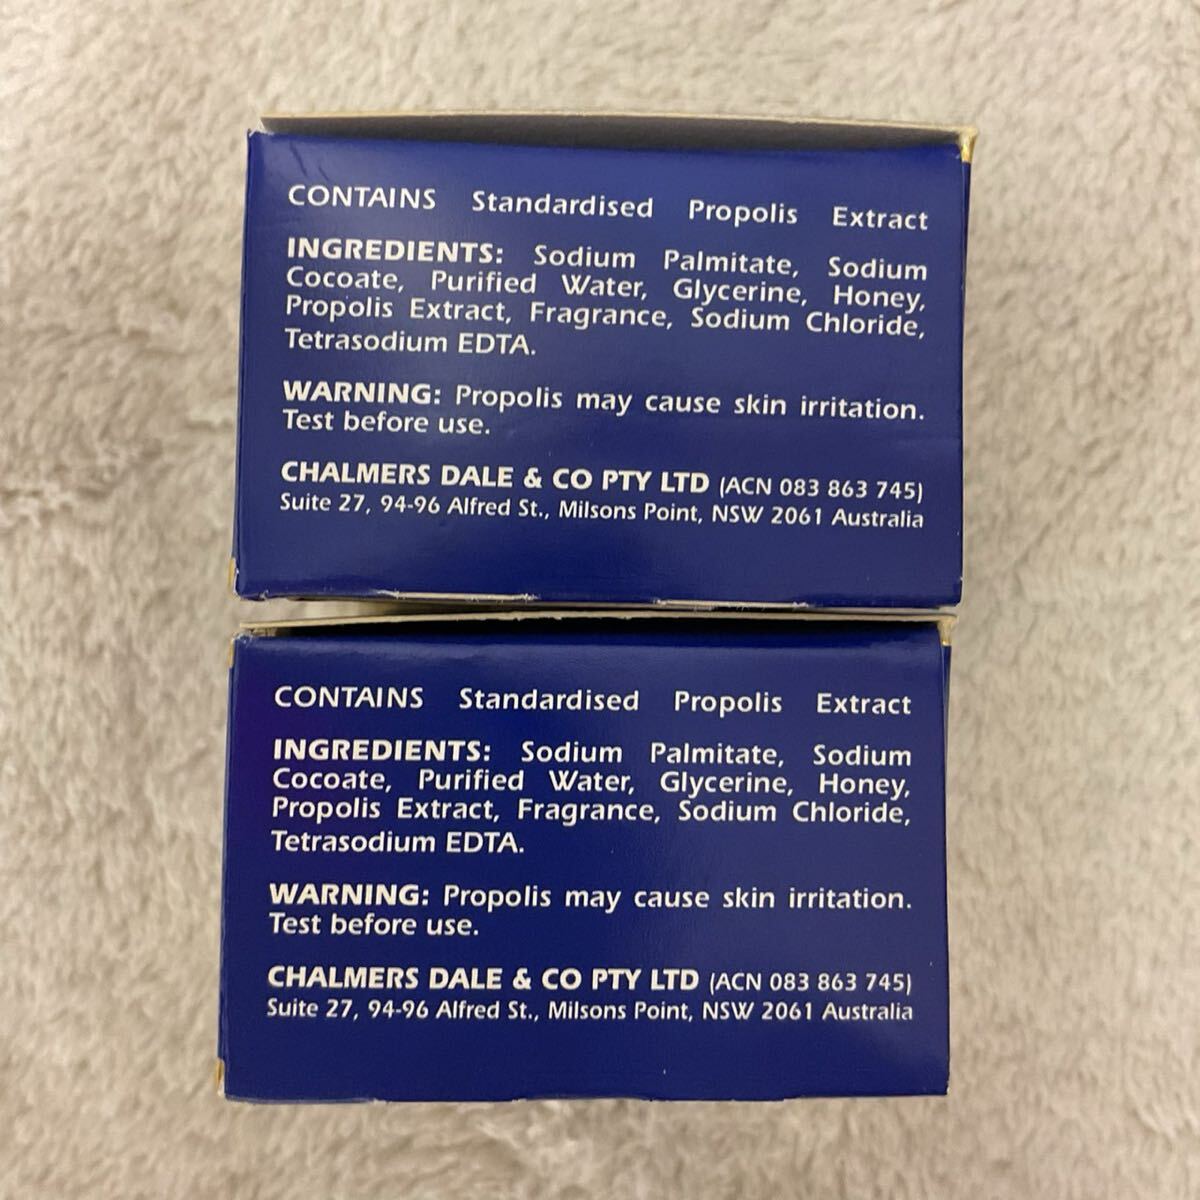 CONTAINS Standardised Propolis Extract
INGREDIENTS: Sodium Palmitate, Sodium
Cocoate, Purified Water, Glycerine, Honey,
Propolis Extract, Fragrance, Sodium Chloride,
Tetrasodium EDTA.
WARNING: Propolis may cause skin irritation.
Test before use.
CHALMERS DALE & CO PTY LTD (ACN 083 863 745)
Suite 27, 94-96 Alfred St., Milsons Point, NSW 2061 Australia
CONTAINS Standardised Propolis Extract
INGREDIENTS: Sodium Palmitate, Sodium
Cocoate, Purified Water, Glycerine, Honey,
Propolis Extract, Fragrance, Sodium Chloride,
Tetrasodium EDTA.
WARNING: Propolis may cause skin irritation.
Test before use.
CHALMERS DALE & CO PTY LTD (ACN 083 863 745)
Suite 27, 94-96 Alfred St., Milsons Point, NSW 2061 Australia